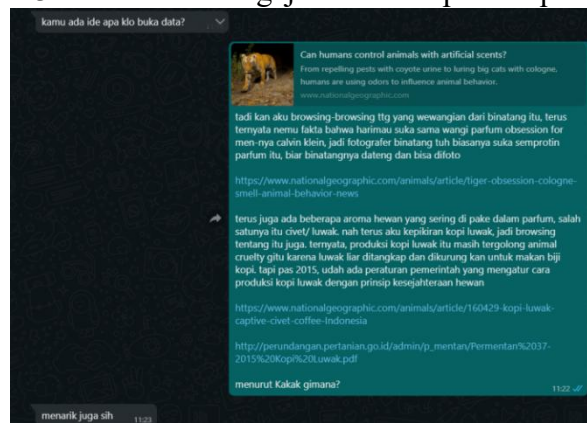 kamu ada ide apa klo buka data?
Can humans control animals with artificial scents?
From repelling pests with coyote urine to luring big cats with cologne,
humans are using odors to influence animal behavior.
www.nationalgeographic.com
tadi kan aku browsing-browsing ttg yang wewangian dari binatang itu, terus
ternyata nemu fakta bahwa harimau suka sama wangi parfum obsession for
men-nya calvin klein, jadi fotografer binatang tuh biasanya suka semprotin
parfum itu, biar binatangnya dateng dan bisa difoto
https://www.nationalgeographic.com/animals/article/tiger-obsession-cologne-
smell-animal-behavior-news
terus juga ada beberapa aroma hewan yang sering di pake dalam parfum, salah
satunya itu civet/ luwak. nah terus aku kepikiran kopi luwak, jadi browsing
tentang itu juga. ternyata, produksi kopi luwak itu masih tergolong animal
cruelty gitu karena luwak liar ditangkap dan dikurung kan untuk makan biji
kopi. tapi pas 2015, udah ada peraturan pemerintah yang mengatur cara
produksi kopi luwak dengan prinsip kesejahteraan hewan
https://www.nationalgeographic.com/animals/article/160429-kopi-luwak-
captive-civet-coffee-Indonesia
http://perundangan.pertanian.go.id/admin/p_mentan/Permentan%2037-
2015%20Kopi%20Luwak.pdf
menurut Kakak gimana?
11:22
menarik juga sih
11:23